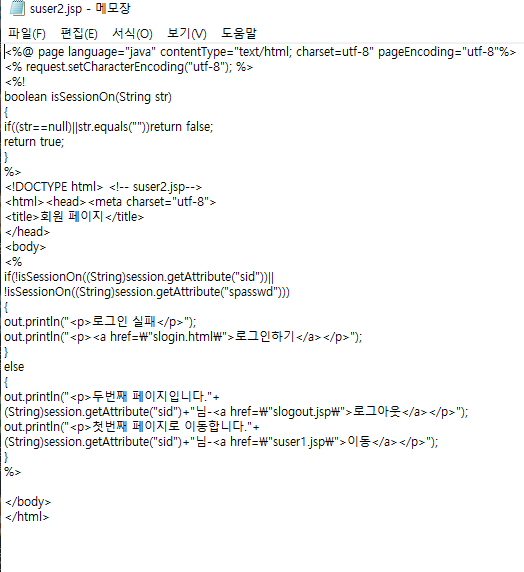 suser2.jsp - 메모장
파일(F) 편집(E) 서식(O) 보기(V) 도움말
<%@ page language="java" contentType="text/html; charset=utf-8" pageEncoding="utf-8"%>
<% request.setCharacterEncoding("utf-8"); %>
<%!
boolean isSessionOn(String str)
{
if((str==null)||str.equals(""))return false;
return true;
}
%>
<!DOCTYPE html> <!-- suser2.jsp-->
<html><head><meta charset="utf-8">
<title>회원 페이지</title>
</head>
<body>
<%
if(!isSessionOn((String)session.getAttribute("sid"))||
!isSessionOn((String)session.getAttribute("spasswd")))
{
out.println("<p>로그인 실패</p>");
out.println("<p><a href=₩"slogin.html₩">로그인하기</a></p>");
}
else
{
out.println("<p>두번째 페이지입니다."+
(String)session.getAttribute("sid")+"님-<a href=₩"slogout.jsp₩">로그아웃</a></p>");
out.println("<p>첫번째 페이지로 이동합니다."+
(String)session.getAttribute("sid")+"님-<a href=₩"suser1.jsp₩">이동</a></p>");
}
%>
</body>
</html>